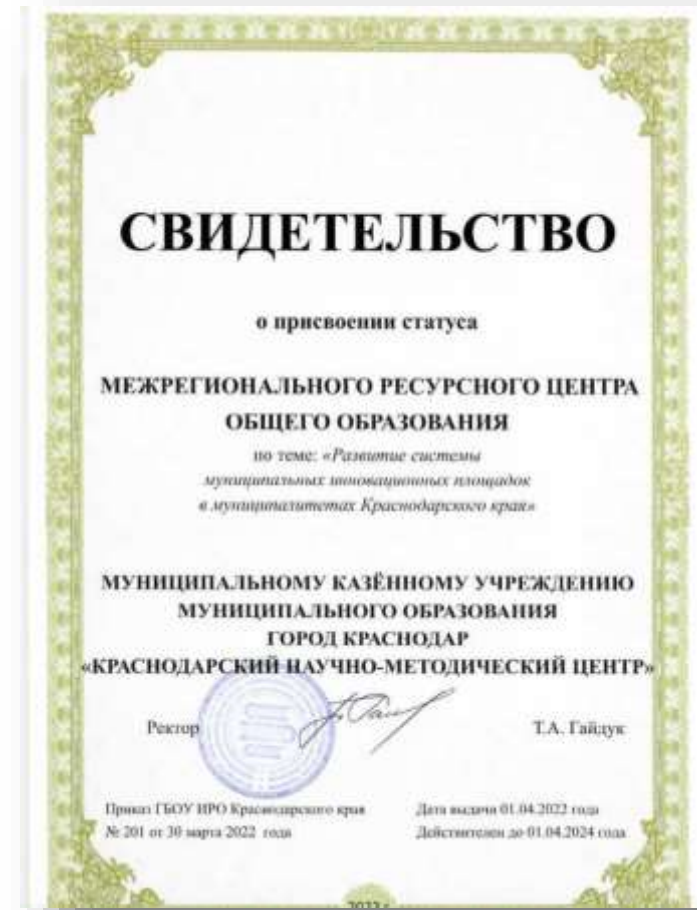 СВИДЕТЕЛЬСТВО
о присвоении статуса
МЕЖРЕГИОНАЛЬНОГО РЕСУРСНОГО ЦЕНТРА
ОБЩЕГО ОБРАЗОВАНИЯ
по теме: «Развитие системы
муниципальных инновационных площадок
в муниципалитетах Краснодарского края»
МУНИЦИПАЛЬНОМУ КАЗЁННОМУ УЧРЕЖДЕНИЮ
МУНИЦИПАЛЬНОГО ОБРАЗОВАНИЯ
ГОРОД КРАСНОДАР
«КРАСНОДАРСКИЙ НАУЧНО-МЕТОДИЧЕСКИЙ ЦЕНТР»
Ректор Т.А. Гайдук
Приказ ГБОУ ИРО Краснодарского края
№ 201 от 30 марта 2022 года
Дата выдачи 01.04.2022 года
Действителен до 01.04.2024 года